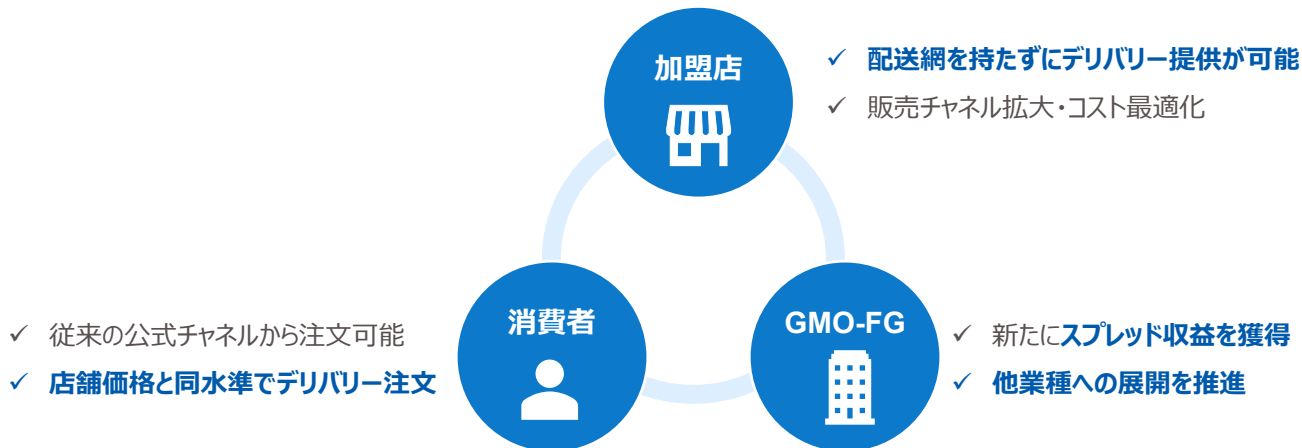 加盟店
✓ 配送網を持たずにデリバリー提供が可能
✓ 販売チャネル拡大・コスト最適化
消費者
✓ 従来の公式チャネルから注文可能
✓ 店舗価格と同水準でデリバリー注文
GMO-FG
✓ 新たにスプレッド収益を獲得
✓ 他業種への展開を推進